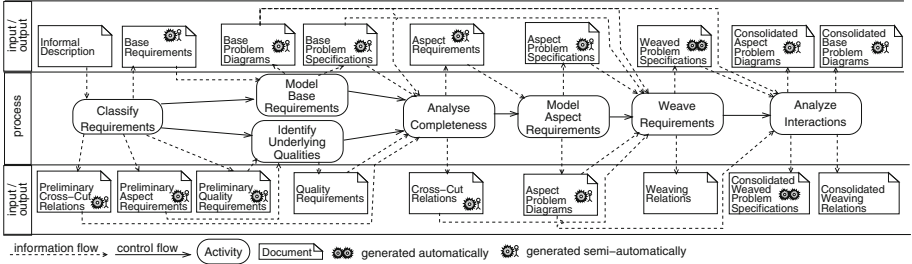 input /
output
Informal
Description
Base
Requirements
Base
Problem
Diagrams
Base
Problem
Specifications
Aspect
Requirements
Aspect
Problem
Specifications
Weaved
Problem
Specifications
Consolidated
Aspect
Problem
Diagrams
Consolidated
Base Problem
Diagrams
process
Classify
Requirements
Model
Base
Requirements
Identify
Underlying
Qualities
Analyse
Completeness
Model
Aspect
Requirements
Weave
Requirements
Analyze
Interactions
input/
output
Preliminary
Cross-Cut
Relations
Preliminary
Aspect
Requirements
Preliminary
Quality
Requirements
Quality
Requirements
Cross-Cut
Relations
Aspect
Problem
Diagrams
Weaving
Relations
Consolidated
Weaved
Problem
Specifications
Consolidated
Weaving
Relations
information flow
control flow
Activity
Document
generated automatically
generated semi-automatically